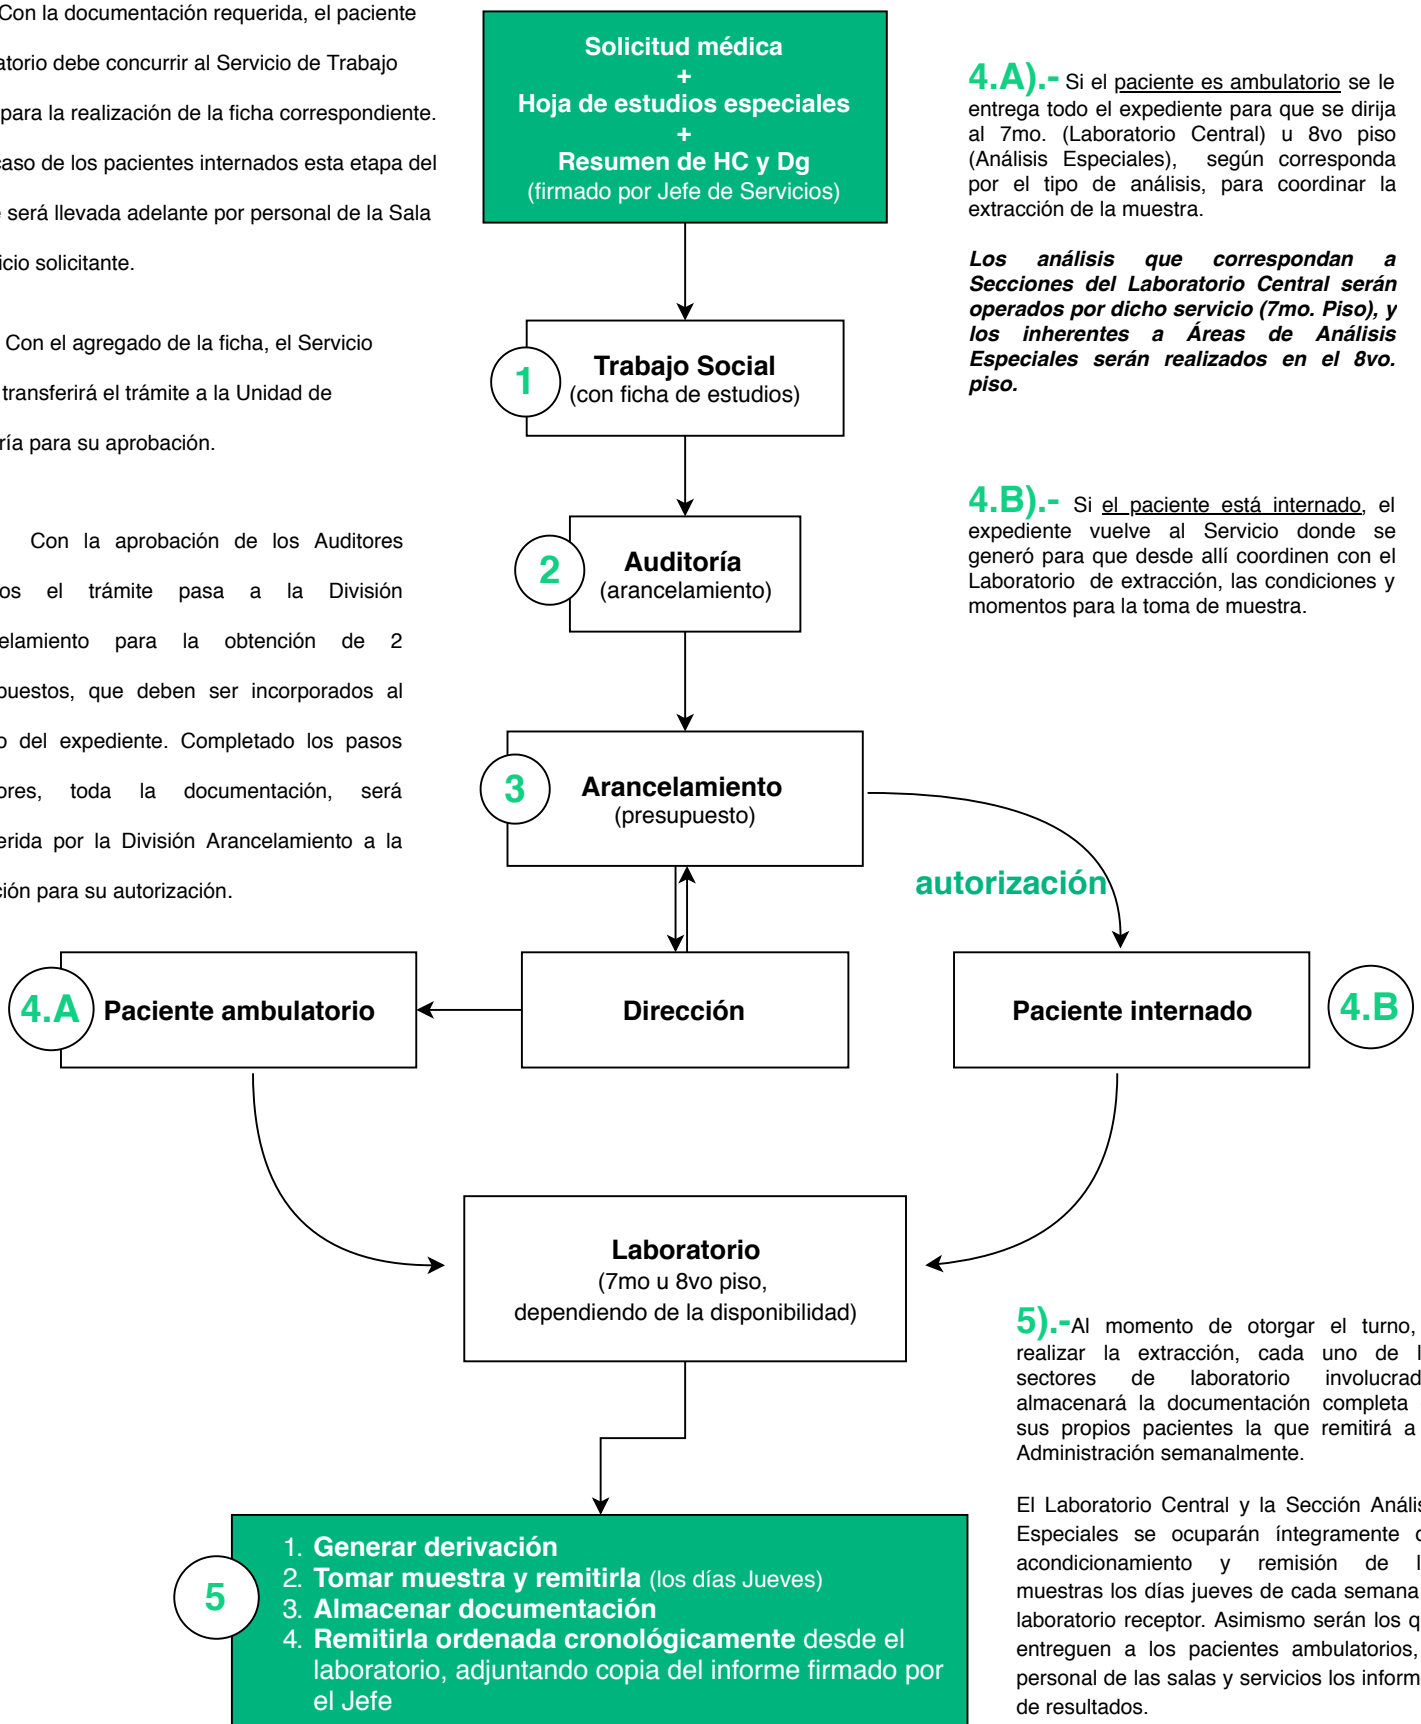 Con la documentación requerida, el paciente
debe concurrir al Servicio de Trabajo
para la realización de la ficha correspondiente.
de los pacientes internados esta etapa del
será llevada adelante por personal de la Sala
solicitante.
Con el agregado de la ficha, el Servicio
transferirá el trámite a la Unidad de
para su aprobación.
Con la aprobación de los Auditores
el trámite pasa a la División
para la obtención de 2
que deben ser incorporados al
del expediente. Completado los pasos
toda la documentación, será
por la División Arancelamiento a la
para su autorización.
Solicitud médica
+
Hoja de estudios especiales
+
Resumen de HC y Dg
(firmado por Jefe de Servicios)
1
Trabajo Social
(con ficha de estudios)
2
Auditoría
(arancelamiento)
3
Arancelamiento
(presupuesto)
autorización
4.A
Paciente ambulatorio
Dirección
Paciente internado
4.B
Laboratorio
(7mo u 8vo piso,
dependiendo de la disponibilidad)
5
1. Generar derivación
2. Tomar muestra y remitirla (los días Jueves)
3. Almacenar documentación
4. Remitirla ordenada cronológicamente desde el
laboratorio, adjuntando copia del informe firmado por
el Jefe
4.A).- Si el paciente es ambulatorio se le
entrega todo el expediente para que se dirija
al 7mo. (Laboratorio Central) u 8vo piso
(Análisis Especiales), según corresponda
por el tipo de análisis, para coordinar la
extracción de la muestra.
Los análisis que correspondan a
Secciones del Laboratorio Central serán
operados por dicho servicio (7mo. Piso), y
los inherentes a Áreas de Análisis
Especiales serán realizados en el 8vo.
piso.
4.B).- Si el paciente está internado, el
expediente vuelve al Servicio donde se
generó para que desde allí coordinen con el
Laboratorio de extracción, las condiciones y
momentos para la toma de muestra.
5).-Al momento de otorgar el turno,
realizar la extracción, cada uno de
sectores de laboratorio
almacenará la documentación completa
sus propios pacientes la que remitirá a
Administración semanalmente.
El Laboratorio Central y la Sección
Especiales se ocuparán íntegramente
acondicionamiento y remisión de
muestras los días jueves de cada semana
laboratorio receptor. Asimismo serán los
entreguen a los pacientes ambulatorios,
personal de las salas y servicios los
de resultados.